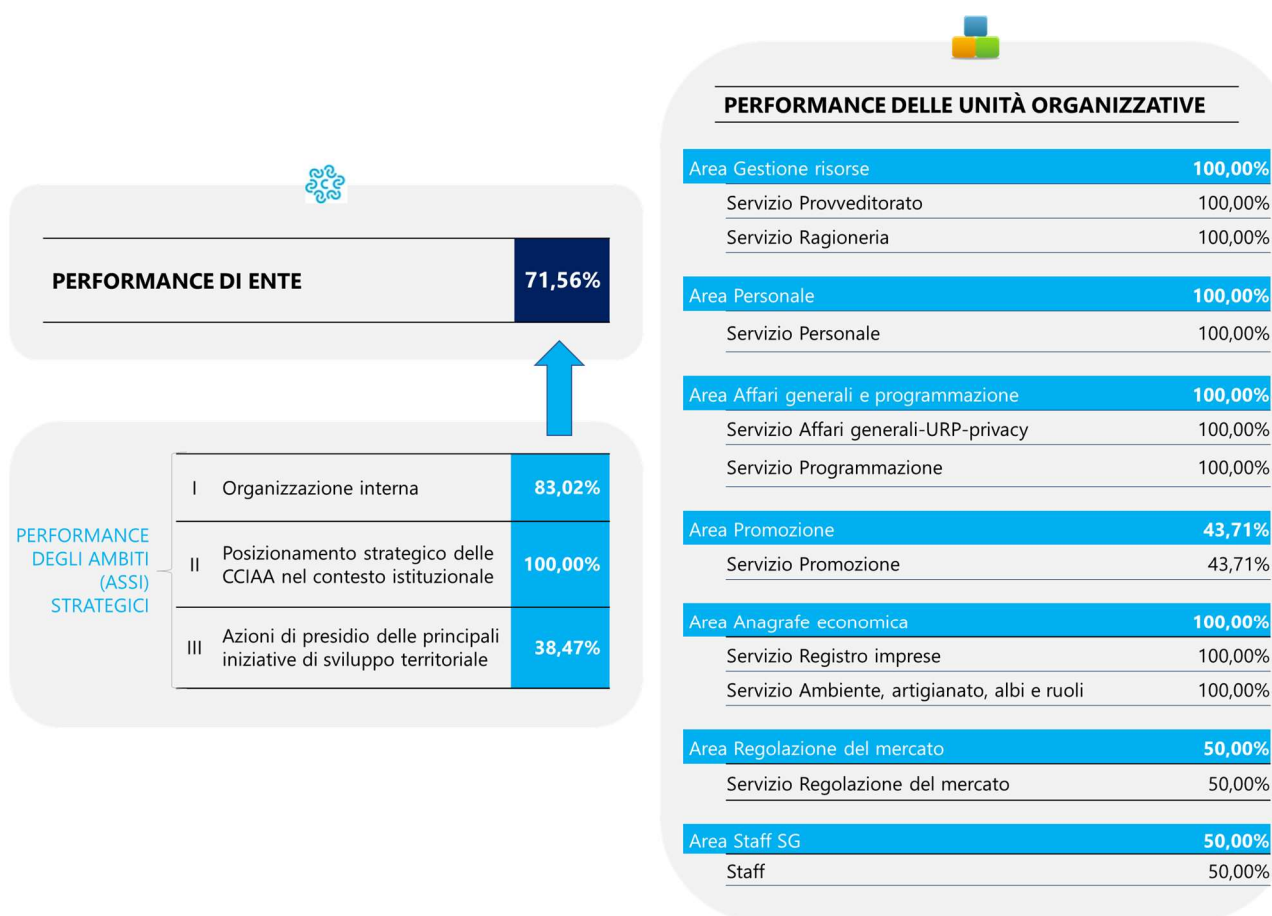 PERFORMANCE DI ENTE 71,56%
PERFORMANCE
DEGLI AMBITI
(ASSI)
STRATEGICI
I Organizzazione interna 83,02%
II Posizionamento strategico delle
CCIAA nel contesto istituzionale 100,00%
III Azioni di presidio delle principali
iniziative di sviluppo territoriale 38,47%
PERFORMANCE DELLE UNITÀ ORGANIZZATIVE
Area Gestione risorse 100,00%
Servizio Provveditorato 100,00%
Servizio Ragioneria 100,00%
Area Personale 100,00%
Servizio Personale 100,00%
Area Affari generali e programmazione 100,00%
Servizio Affari generali-URP-privacy 100,00%
Servizio Programmazione 100,00%
Area Promozione 43,71%
Servizio Promozione 43,71%
Area Anagrafe economica 100,00%
Servizio Registro imprese 100,00%
Servizio Ambiente, artigianato, albi e ruoli 100,00%
Area Regolazione del mercato 50,00%
Servizio Regolazione del mercato 50,00%
Area Staff SG 50,00%
Staff 50,00%